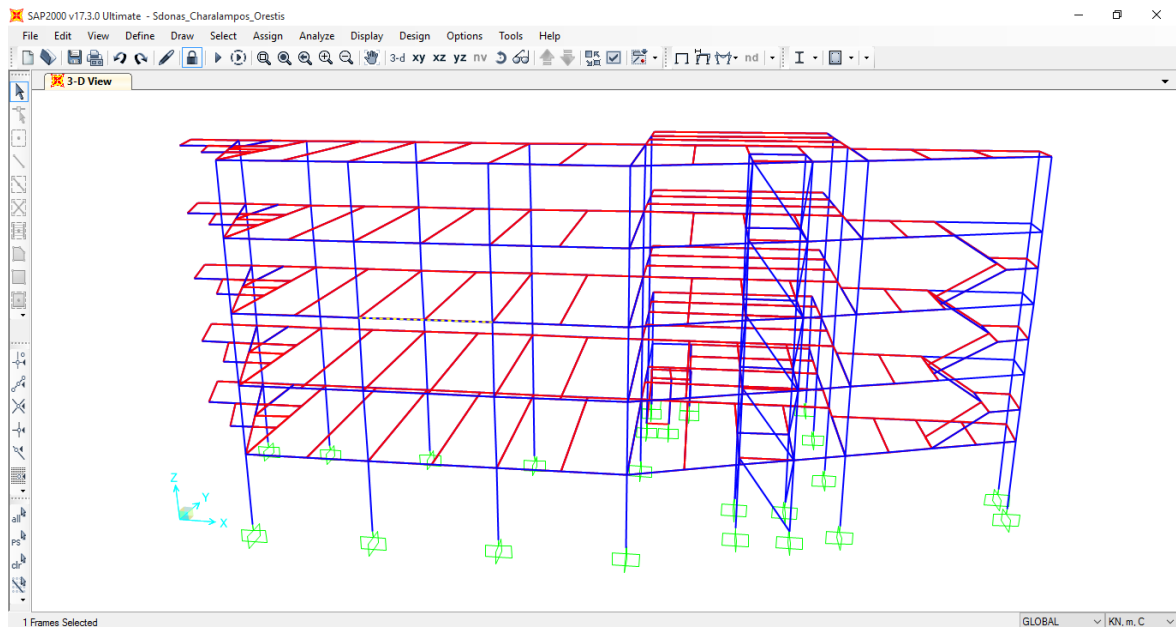 SAP2000 v17.3.0 Ultimate - Sdonas_Charalampos_Orestis
File Edit View Define Draw Select Assign Analyze Display Design Options Tools Help
3-d xy xz yz nv nd
3-D View
Z
Y
X
all
PS
clr
1 Frames Selected
GLOBAL
KN, m, C